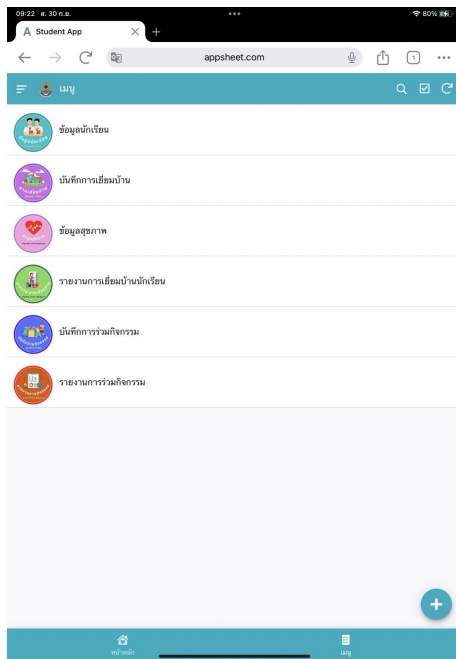 09:22 ส. 30 ก.ย.
80%
A Student App
appsheet.com
1
เมนู
ข้อมูลนักเรียน
บันทึกการเยี่ยมบ้าน
ข้อมูลสุขภาพ
รายงานการเยี่ยมบ้านนักเรียน
บันทึกการร่วมกิจกรรม
รายงานการร่วมกิจกรรม
หน้าหลัก
เมนู